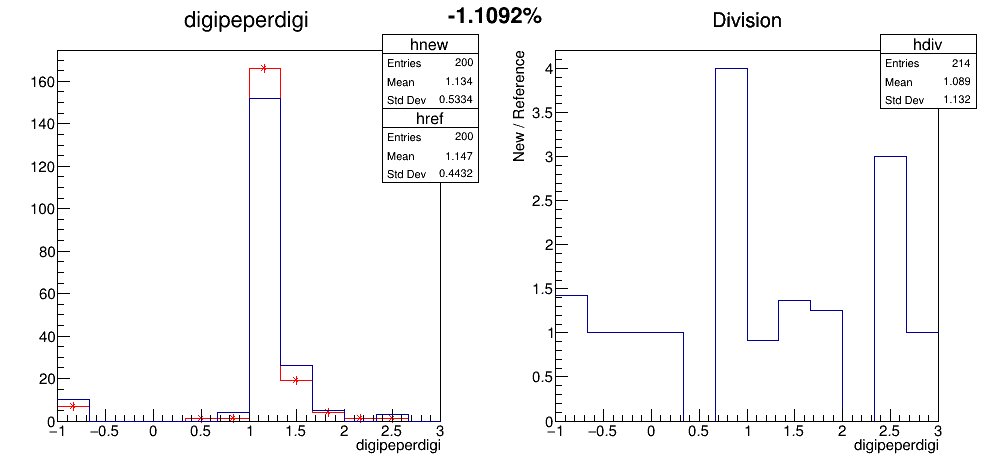 -1.1092%
digipeperdigi
hnew
Entries 200
Mean 1.134
Std Dev 0.5334
href
Entries 200
Mean 1.147
Std Dev 0.4432
160
140
120
100
80
60
40
20
0
−1 −0.5 0 0.5 1 1.5 2 2.5 3
digipeperdigi
Division
hdiv
Entries 214
Mean 1.089
Std Dev 1.132
New / Reference
4
3.5
3
2.5
2
1.5
1
0.5
0
−1 −0.5 0 0.5 1 1.5 2 2.5 3
digipeperdigi